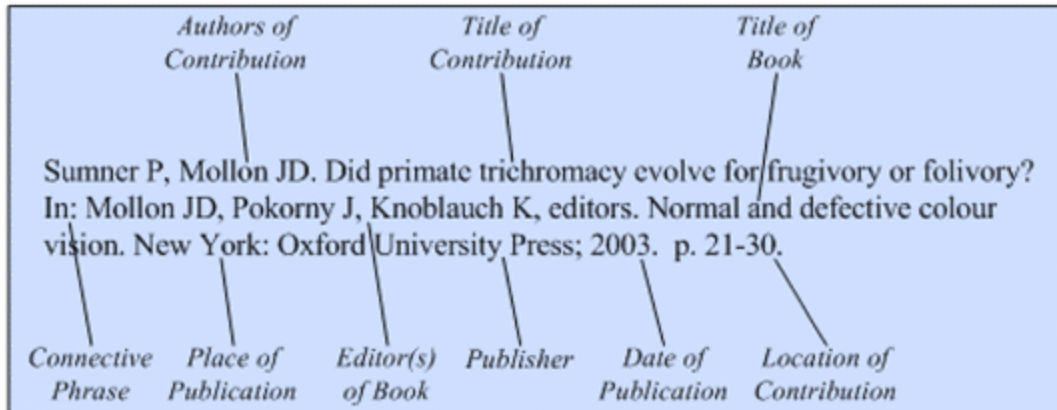 Authors of Contribution
Title of Contribution
Title of Book
Sumner P, Mollon JD. Did primate trichromacy evolve for frugivory or folivory?
In: Mollon JD, Pokorny J, Knoblauch K, editors. Normal and defective colour
vision. New York: Oxford University Press; 2003.  p. 21-30.
Connective Phrase
Place of Publication
Editor(s) of Book
Publisher
Date of Publication
Location of Contribution